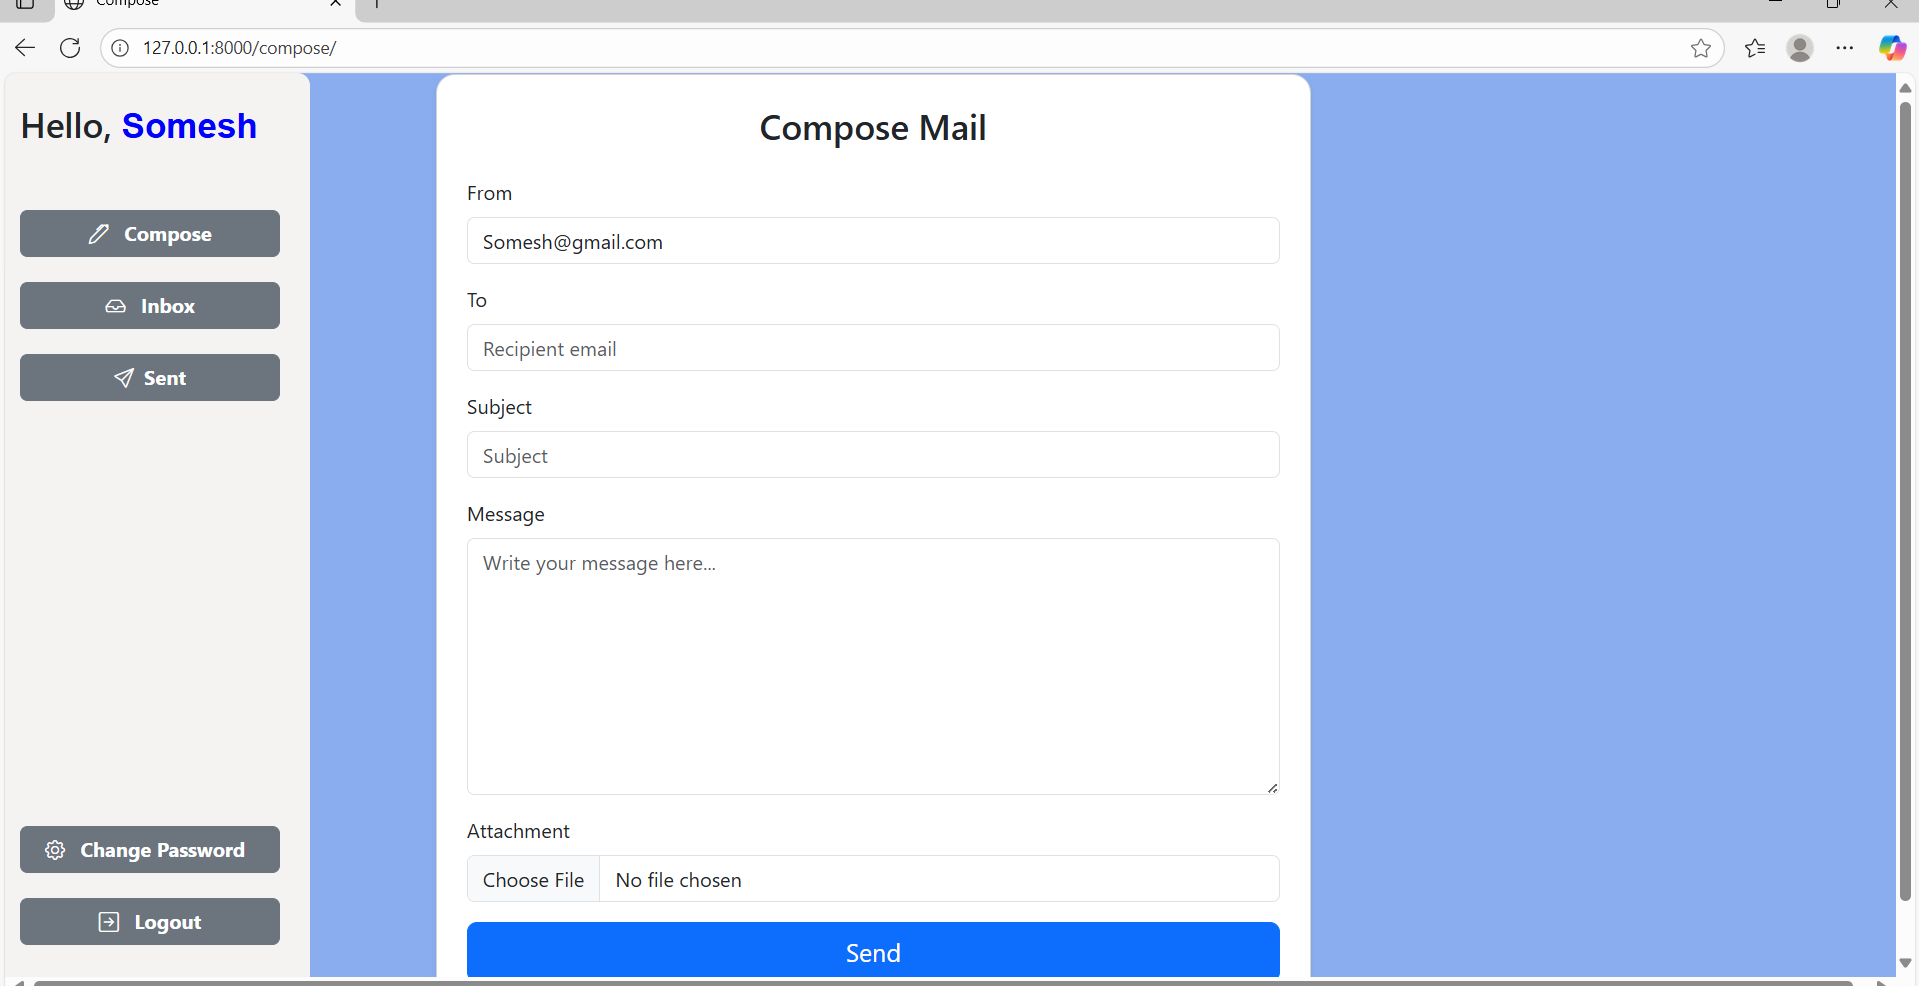 Compose
127.0.0.1:8000/compose/
Hello, Somesh
Compose
Inbox
Sent
Change Password
Logout
Compose Mail
From
Somesh@gmail.com
To
Recipient email
Subject
Subject
Message
Write your message here...
Attachment
Choose File No file chosen
Send